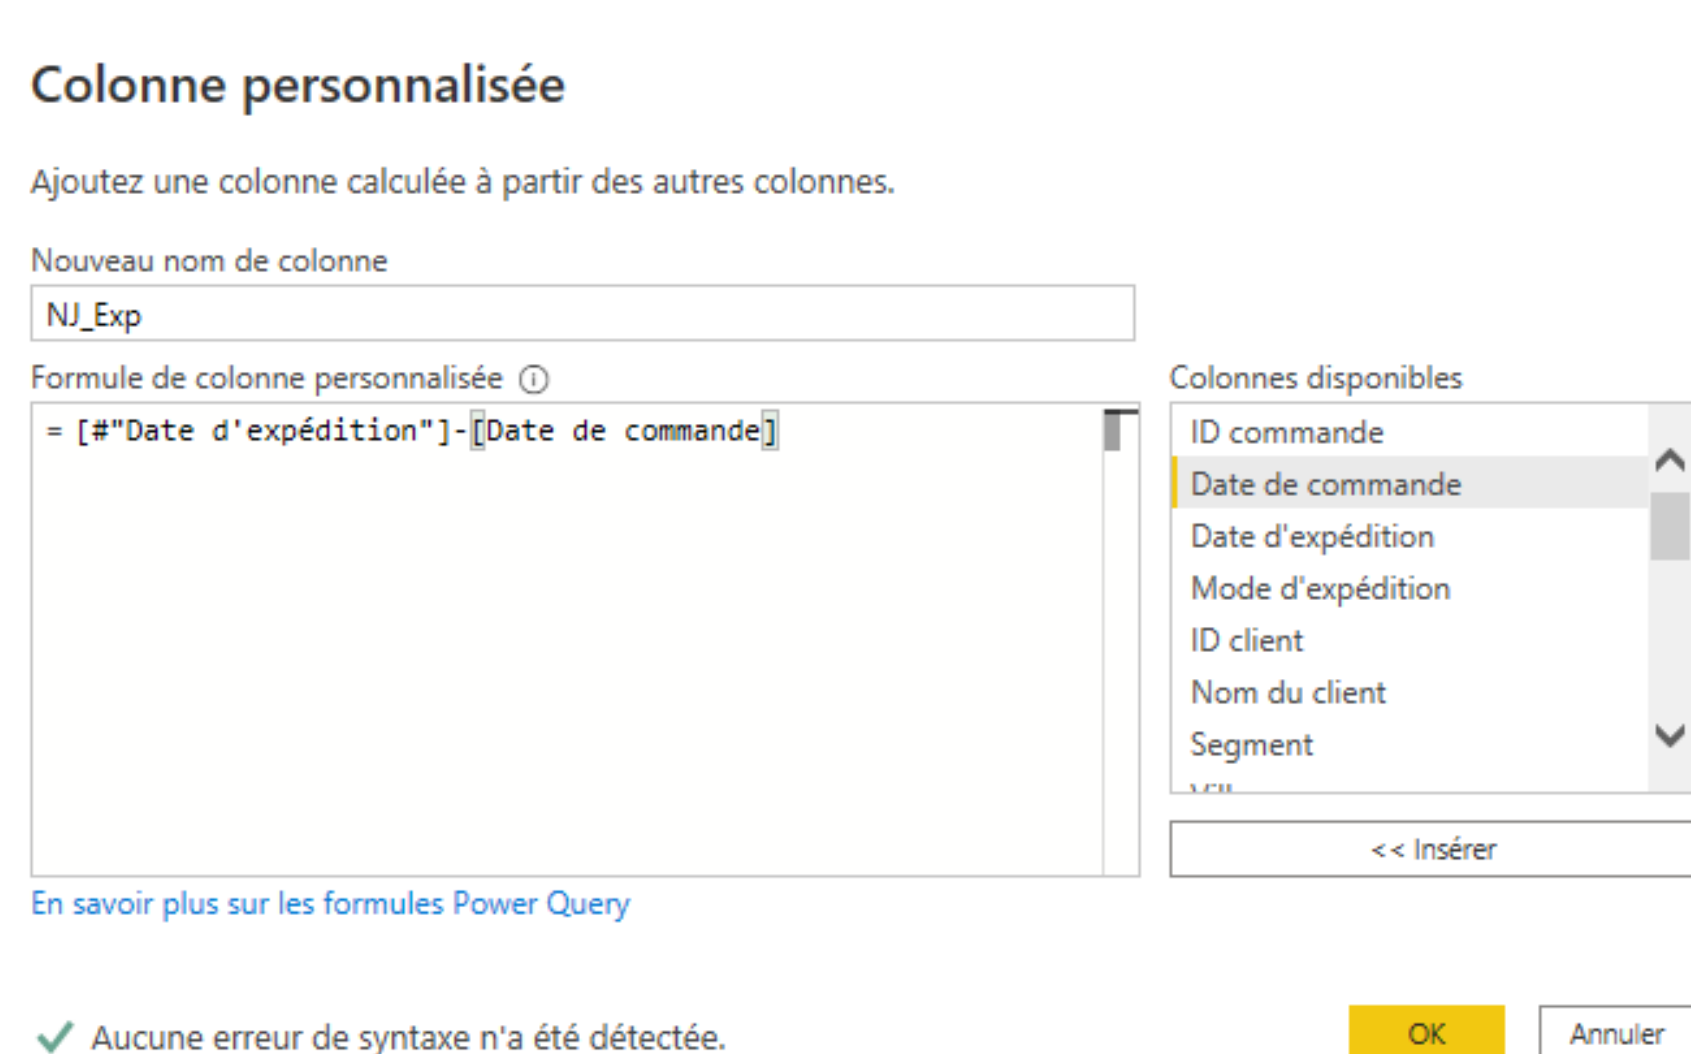 Colonne personnalisée
Ajoutez une colonne calculée à partir des autres colonnes.
Nouveau nom de colonne
NJ_Exp
Formule de colonne personnalisée
= [#"Date d'expédition"]-[Date de commande]
Colonnes disponibles
ID commande
Date de commande
Date d'expédition
Mode d'expédition
ID client
Nom du client
Segment
<< Insérer
En savoir plus sur les formules Power Query
Aucune erreur de syntaxe n'a été détectée.
OK
Annuler